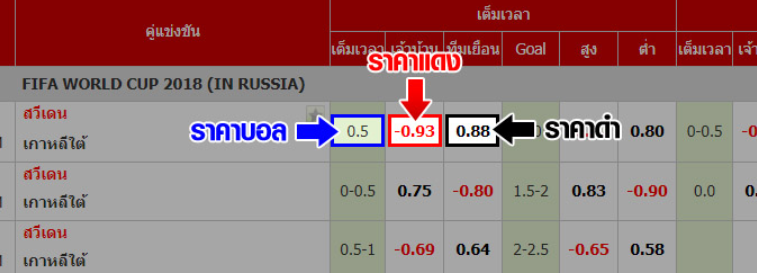 คู่แข่งขัน
เต็มเวลา
เต็มเวลา เจ้าบ้าน ทีมเยือน Goal สูง ต่ำ เต็มเวลา
ราคาแดง
FIFA WORLD CUP 2018 (IN RUSSIA)
สวีเดน
เกาหลีใต้
ราคาบอล 0.5 -0.93 0.88 ราคาดำ 0.80 0-0.5
สวีเดน
เกาหลีใต้
0-0.5 0.75 -0.80 1.5-2 0.83 -0.90 0.0
สวีเดน
เกาหลีใต้
0.5-1 -0.69 0.64 2-2.5 -0.65 0.58